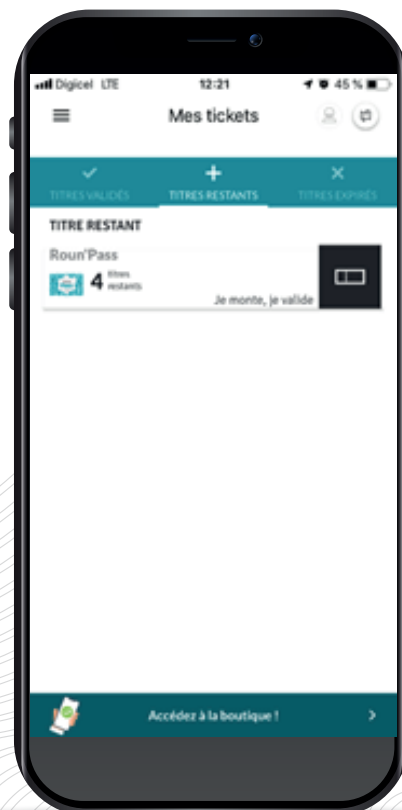 Digicel LTE 12:21 45 %
Mes tickets
TITRES VALIDÉS TITRES RESTANTS TITRES EXPIRÉS
TITRE RESTANT
Roun'Pass
4 titres restants
Je monte, je valide
Accédez à la boutique !